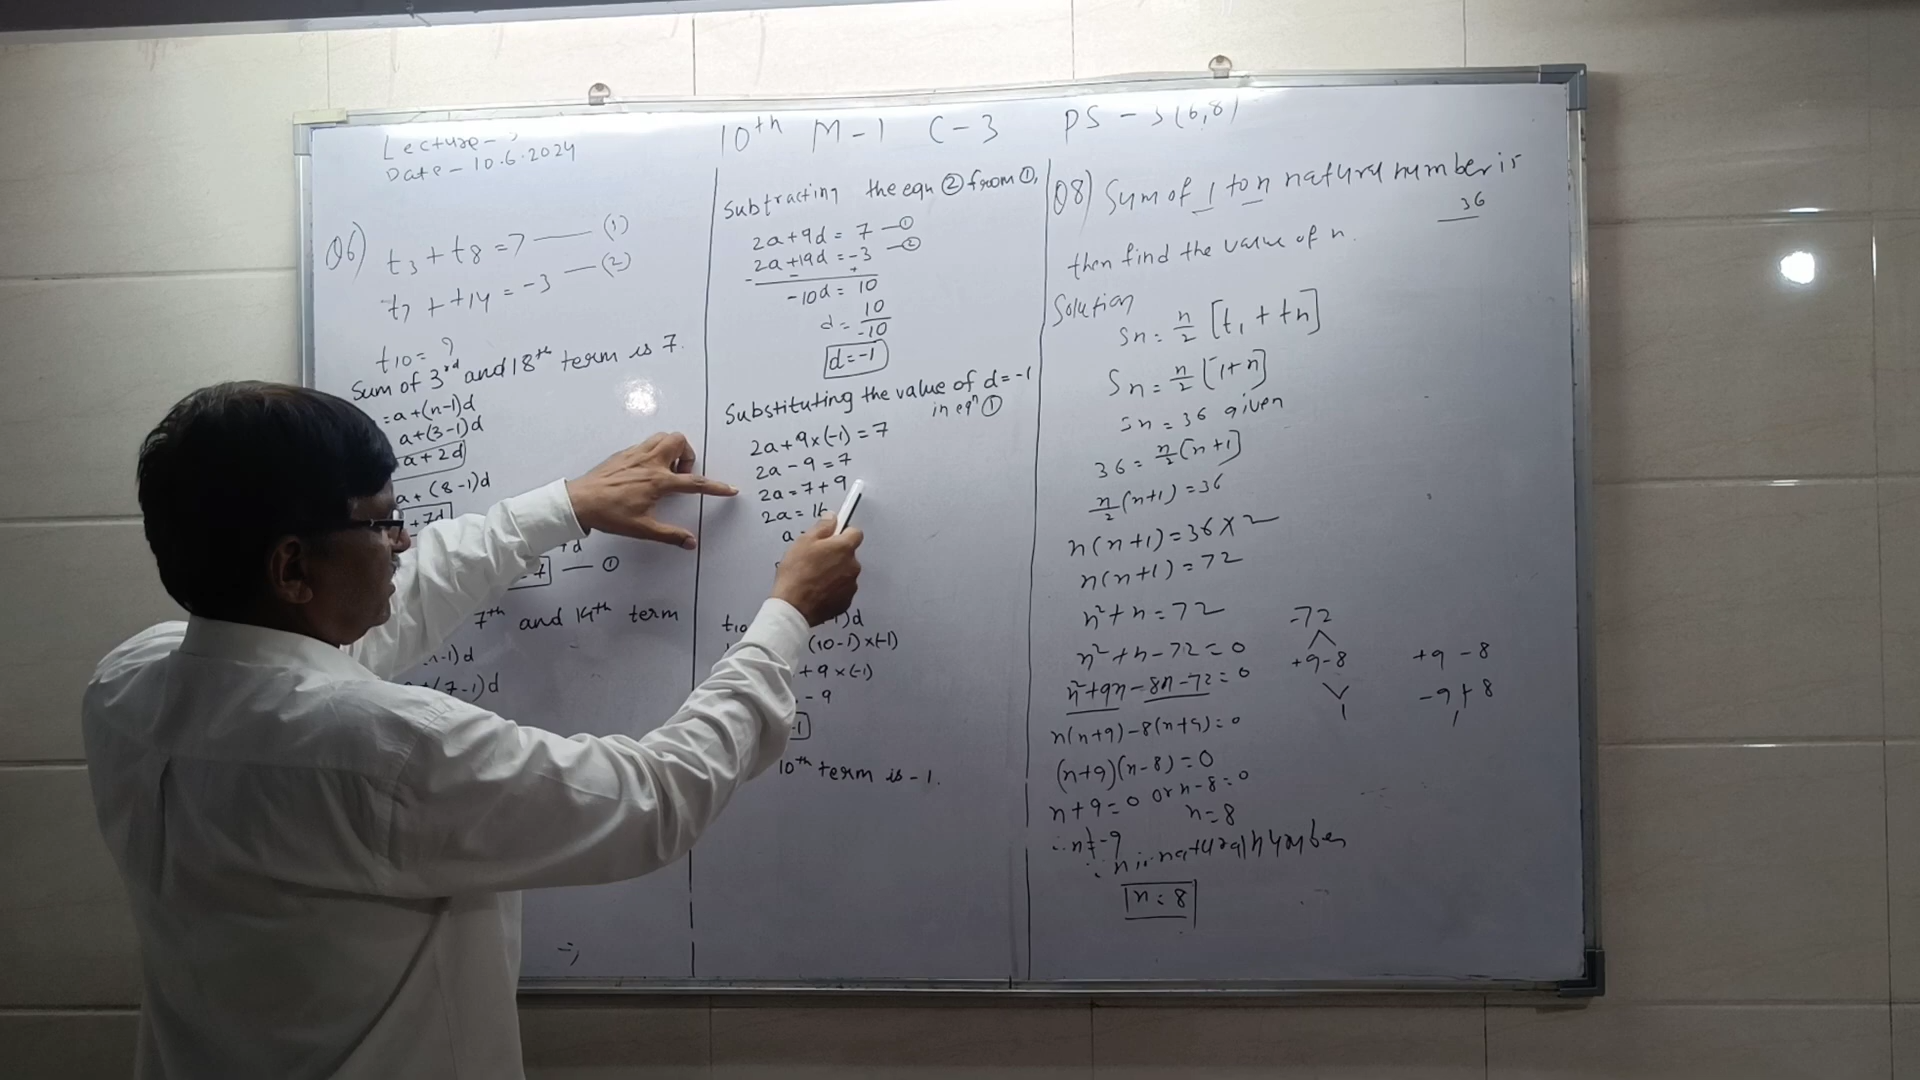 10th M-1 C-3 PS-3(6,8)
Lecture-
Date - 10.6.2024
Q6) t3 + t8 = 7 —— (1)
t7 + t14 = -3 — (2)
t10 = ?
Sum of 3rd and 18th term is 7.
= a+(n-1)d
a+(3-1)d
a+2d
a+(8-1)d
+7d
+d
=7 — ①
7th and 14th term
n-1)d
(7-1)d
Subtracting the eqn ② from ①,
2a+9d = 7 — ①
2a+19d = -3 — ②
- - +
-10d = 10
d = 10/-10
d=-1
Substituting the value of d=-1
in eqn ①
2a+9×(-1)=7
2a-9=7
2a=7+9
2a=16
a=
t10 1)d
(10-1)×(-1)
+9×(-1)
-9
-1
10th term is -1.
Q8) Sum of 1 to n natural number is
36
then find the value of n.
Solution
Sn = n/2 [t1 + tn]
Sn = n/2 [1+n]
Sn = 36 given
36 = n/2 (n+1)
n/2 (n+1) = 36
n(n+1) = 36×2
n(n+1) = 72
n²+n = 72
n²+n-72=0
n²+9n-8n-72=0
n(n+9)-8(n+9)=0
(n+9)(n-8)=0
n+9=0 or n-8=0
n=8
∴ n≠-9
∴ n is natural number
n=8
-72
+9-8
1
+9 -8
-9+8